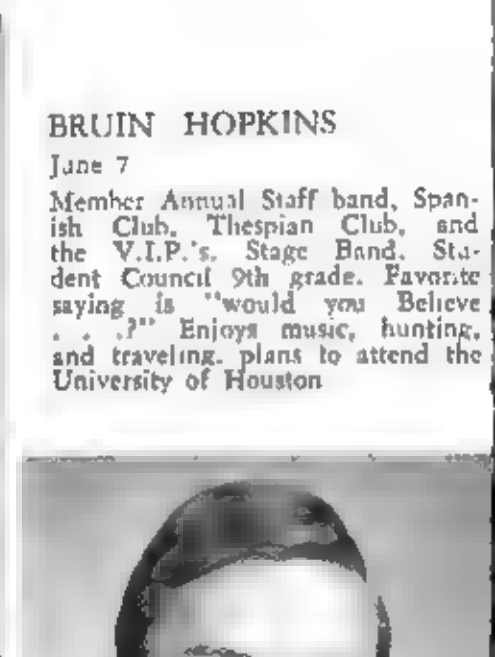 BRUIN HOPKINS
June 7
Member Annual Staff band, Span-
ish Club, Thespian Club, and
the V.I.P.'s, Stage Band. Stu-
dent Council 9th grade. Favorite
saying is "would you Believe
. . .?" Enjoys music, hunting,
and traveling. plans to attend the
University of Houston